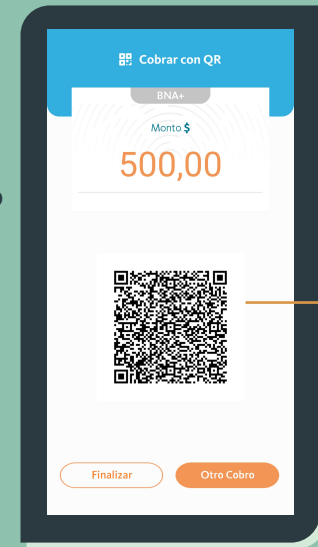 Cobrar con QR
BNA+
Monto $
500,00
Finalizar
Otro Cobro